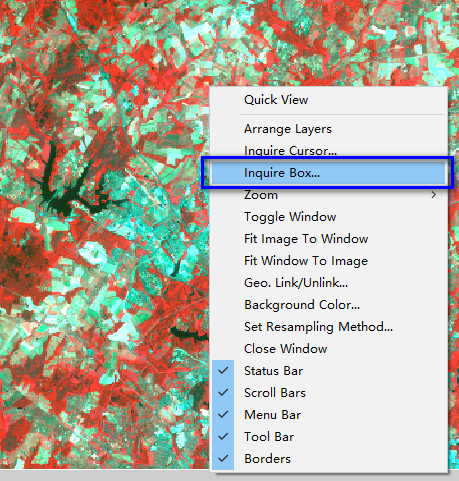 Quick View
Arrange Layers
Inquire Cursor...
Inquire Box...
Zoom
Toggle Window
Fit Image To Window
Fit Window To Image
Geo. Link/Unlink...
Background Color...
Set Resampling Method...
Close Window
Status Bar
Scroll Bars
Menu Bar
Tool Bar
Borders